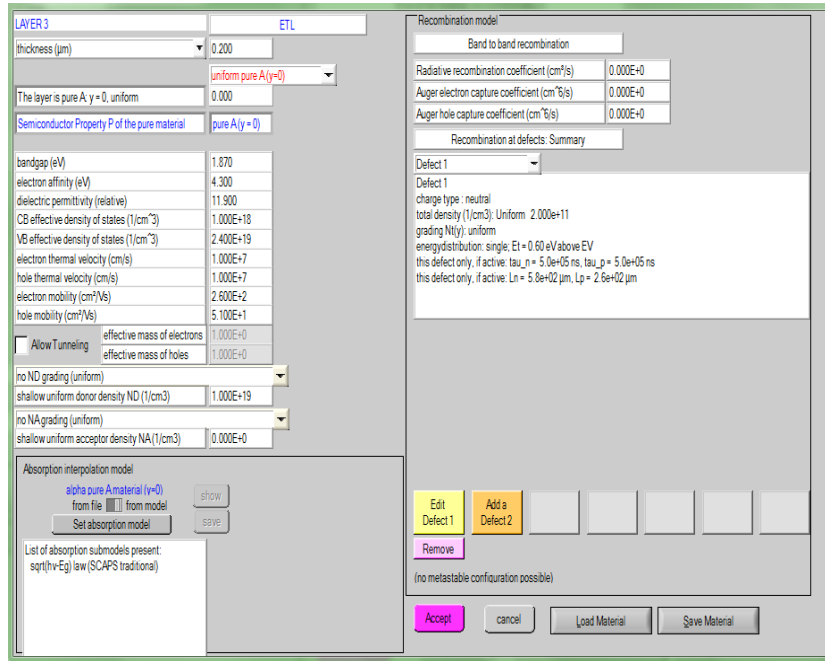 LAYER 3
ETL
thickness (µm)
0.200
uniform pure A (y=0)
The layer is pure A: y = 0, uniform
0.000
Semiconductor Property P of the pure material
pure A (y = 0)
bandgap (eV)
1.870
electron affinity (eV)
4.300
dielectric permittivity (relative)
11.900
CB effective density of states (1/cm^3)
1.000E+18
VB effective density of states (1/cm^3)
2.400E+19
electron thermal velocity (cm/s)
1.000E+7
hole thermal velocity (cm/s)
1.000E+7
electron mobility (cm²/Vs)
2.600E+2
hole mobility (cm²/Vs)
5.100E+1
Allow Tunneling
effective mass of electrons
1.000E+0
effective mass of holes
1.000E+0
no ND grading (uniform)
shallow uniform donor density ND (1/cm3)
1.000E+19
no NA grading (uniform)
shallow uniform acceptor density NA (1/cm3)
0.000E+0
Absorption interpolation model
alpha pure A material (y=0)
from file from model
show
Set absorption model
save
List of absorption submodels present:
sqrt(hv-Eg) law (SCAPS traditional)
Recombination model
Band to band recombination
Radiative recombination coefficient (cm³/s)
0.000E+0
Auger electron capture coefficient (cm^6/s)
0.000E+0
Auger hole capture coefficient (cm^6/s)
0.000E+0
Recombination at defects: Summary
Defect 1
Defect 1
charge type : neutral
total density (1/cm3): Uniform 2.000e+11
grading Nt(y): uniform
energydistribution: single; Et = 0.60 eV above EV
this defect only, if active: tau_n = 5.0e+05 ns, tau_p = 5.0e+05 ns
this defect only, if active: Ln = 5.8e+02 µm, Lp = 2.6e+02 µm
Edit
Defect 1
Add a
Defect 2
Remove
(no metastable configuration possible)
Accept
cancel
Load Material
Save Material